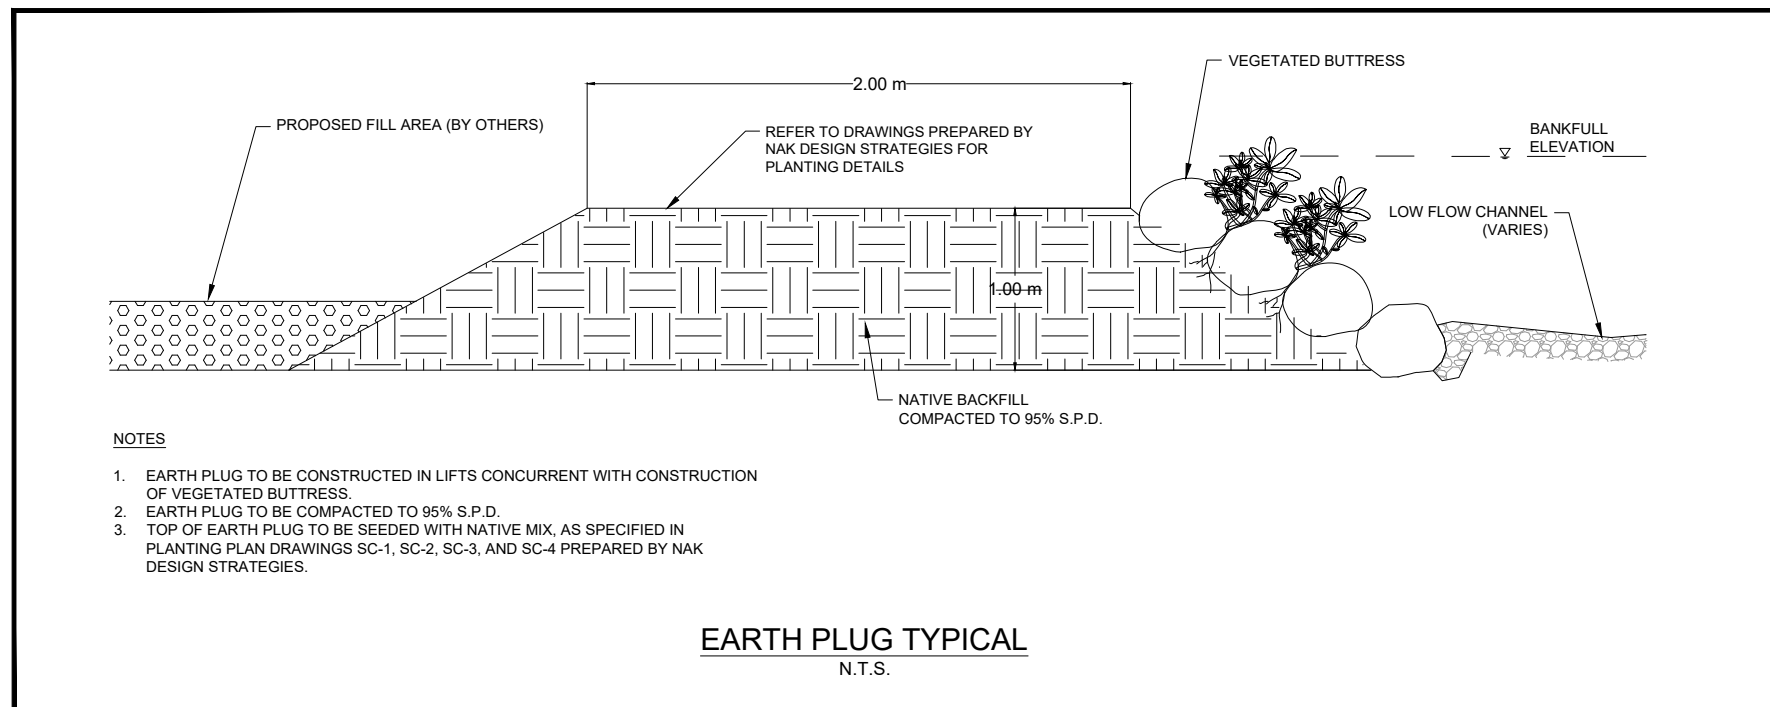 VEGETATED BUTTRESS
2.00 m
PROPOSED FILL AREA (BY OTHERS)
REFER TO DRAWINGS PREPARED BY
NAK DESIGN STRATEGIES FOR
PLANTING DETAILS
BANKFULL
ELEVATION
LOW FLOW CHANNEL
(VARIES)
1.00 m
NATIVE BACKFILL
COMPACTED TO 95% S.P.D.
NOTES
1. EARTH PLUG TO BE CONSTRUCTED IN LIFTS CONCURRENT WITH CONSTRUCTION
OF VEGETATED BUTTRESS.
2. EARTH PLUG TO BE COMPACTED TO 95% S.P.D.
3. TOP OF EARTH PLUG TO BE SEEDED WITH NATIVE MIX, AS SPECIFIED IN
PLANTING PLAN DRAWINGS SC-1, SC-2, SC-3, AND SC-4 PREPARED BY NAK
DESIGN STRATEGIES.
EARTH PLUG TYPICAL
N.T.S.